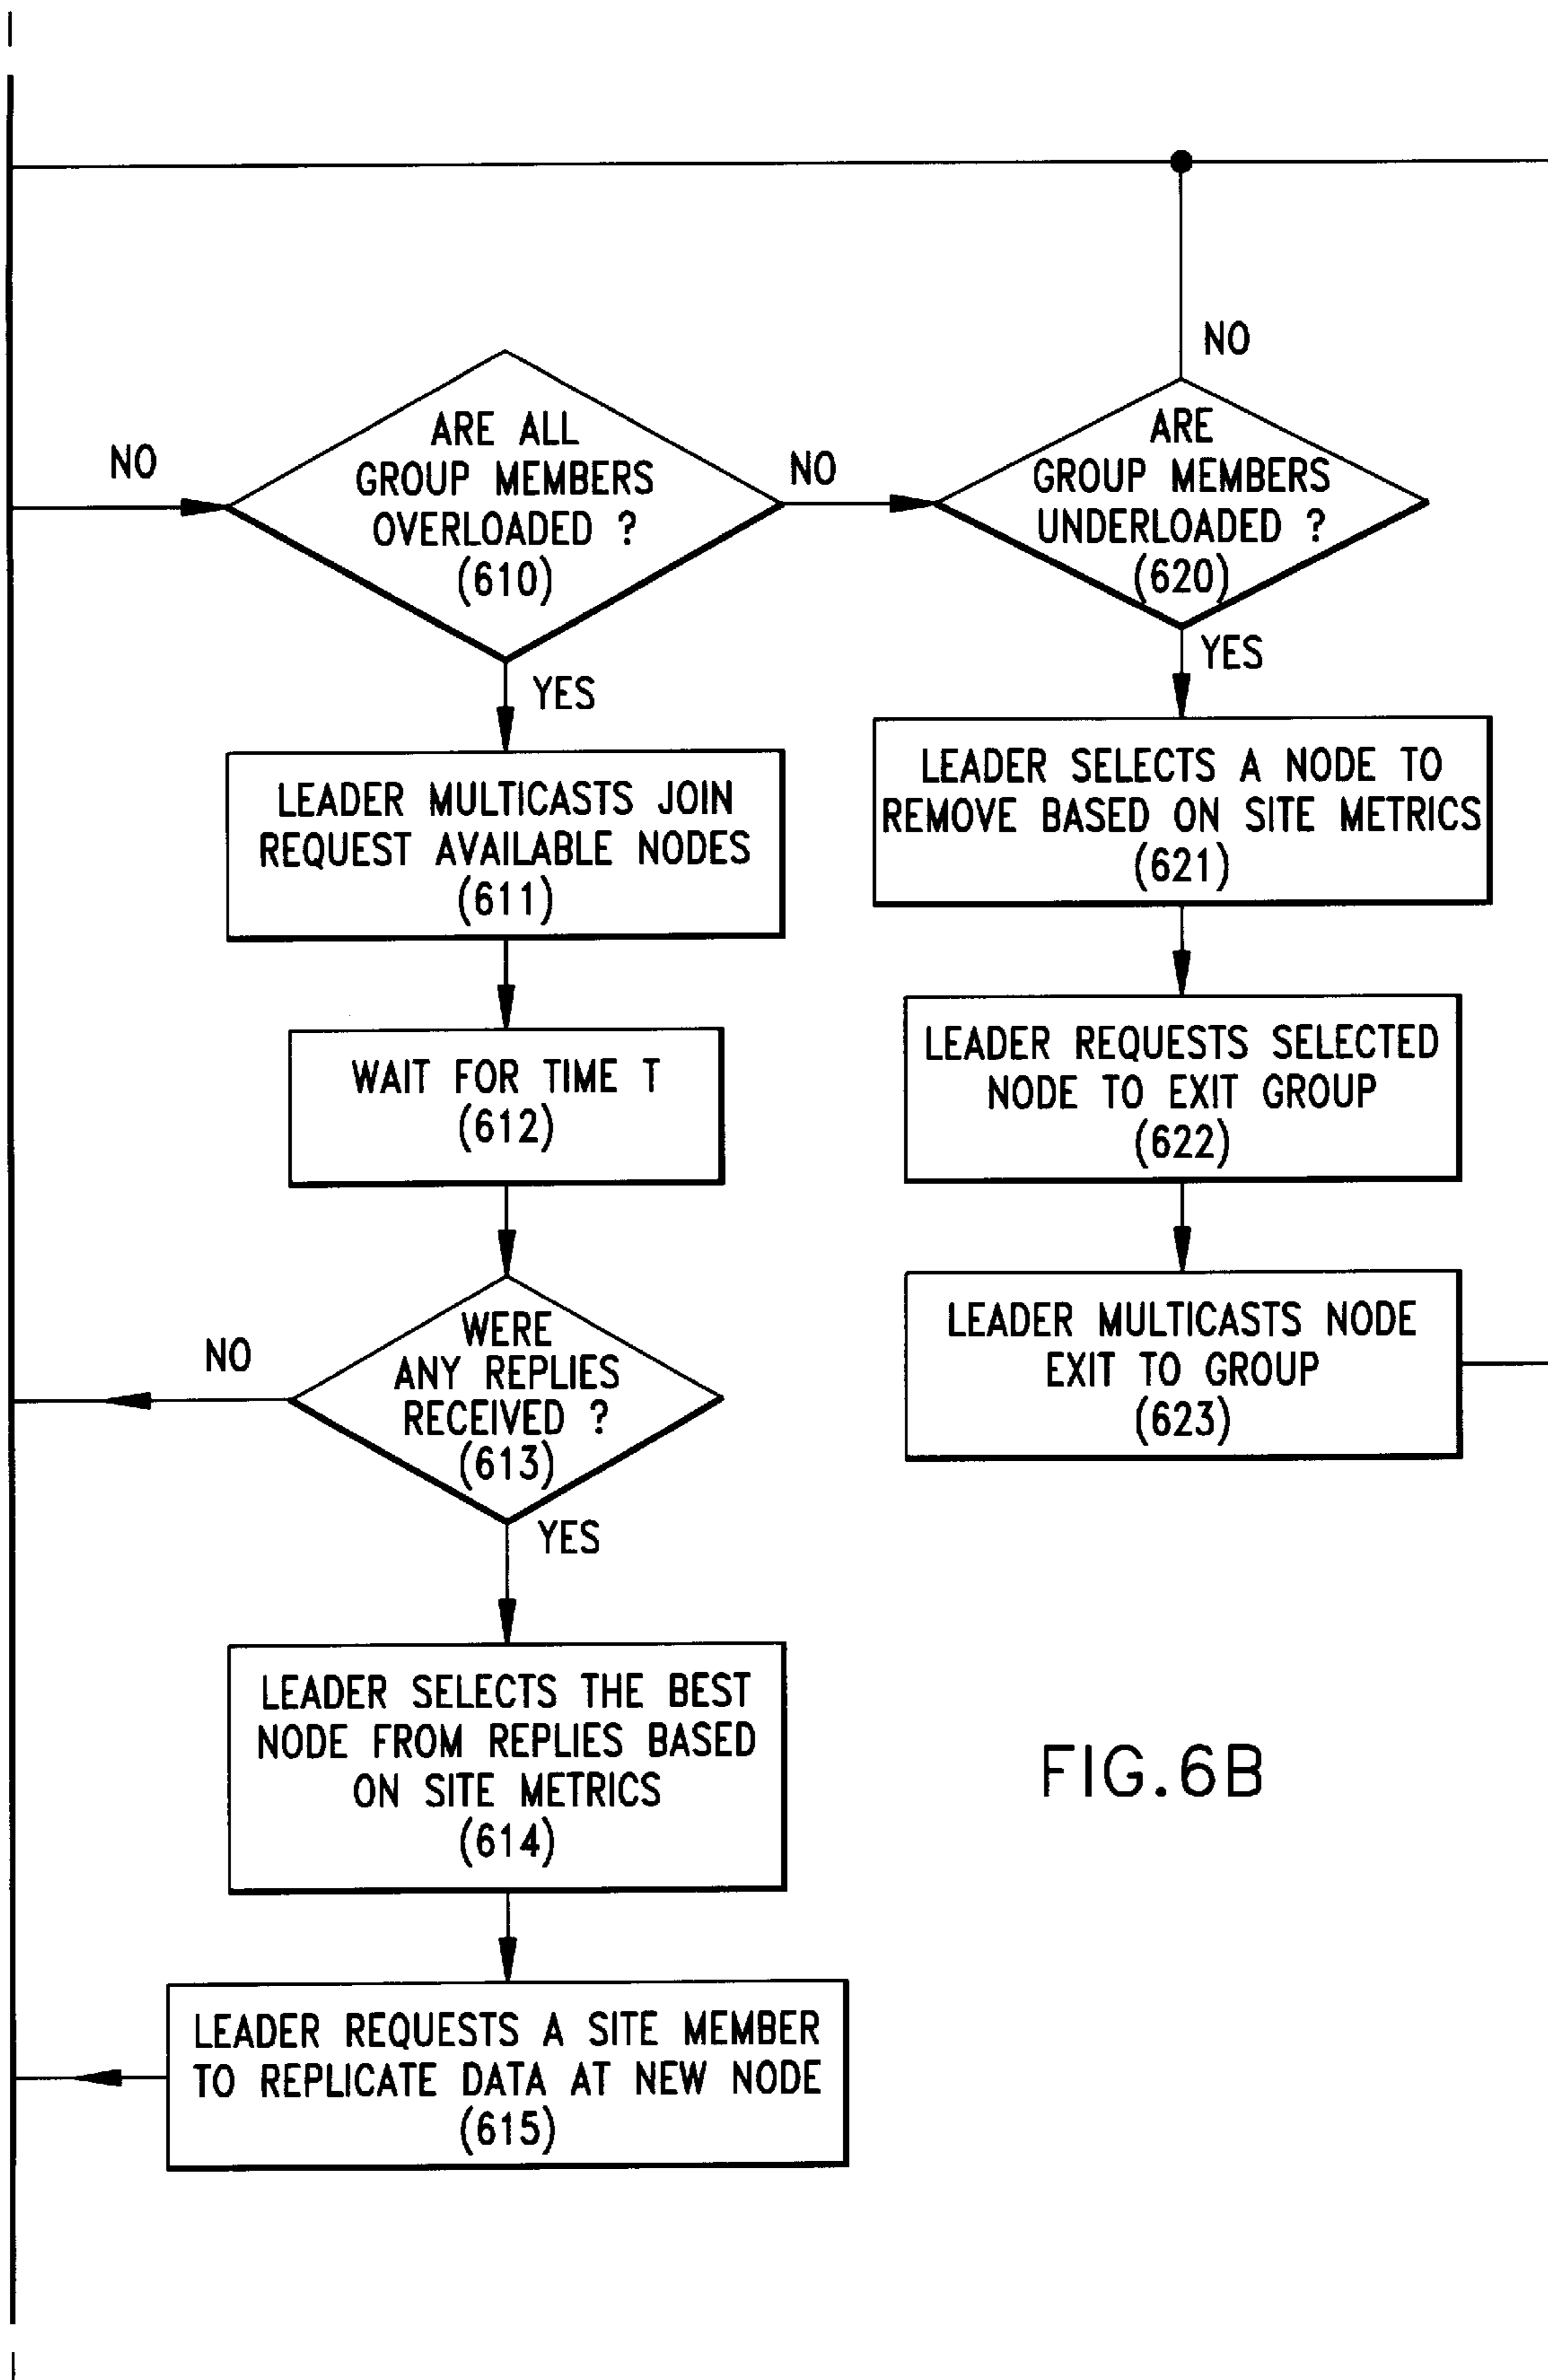 NO
ARE ALL
GROUP MEMBERS
OVERLOADED ?
(610)
NO
YES
LEADER MULTICASTS JOIN
REQUEST AVAILABLE NODES
(611)
WAIT FOR TIME T
(612)
WERE
ANY REPLIES
RECEIVED ?
(613)
NO
YES
LEADER SELECTS THE BEST
NODE FROM REPLIES BASED
ON SITE METRICS
(614)
LEADER REQUESTS A SITE MEMBER
TO REPLICATE DATA AT NEW NODE
(615)
NO
ARE
GROUP MEMBERS
UNDERLOADED ?
(620)
YES
LEADER SELECTS A NODE TO
REMOVE BASED ON SITE METRICS
(621)
LEADER REQUESTS SELECTED
NODE TO EXIT GROUP
(622)
LEADER MULTICASTS NODE
EXIT TO GROUP
(623)
FIG.6B